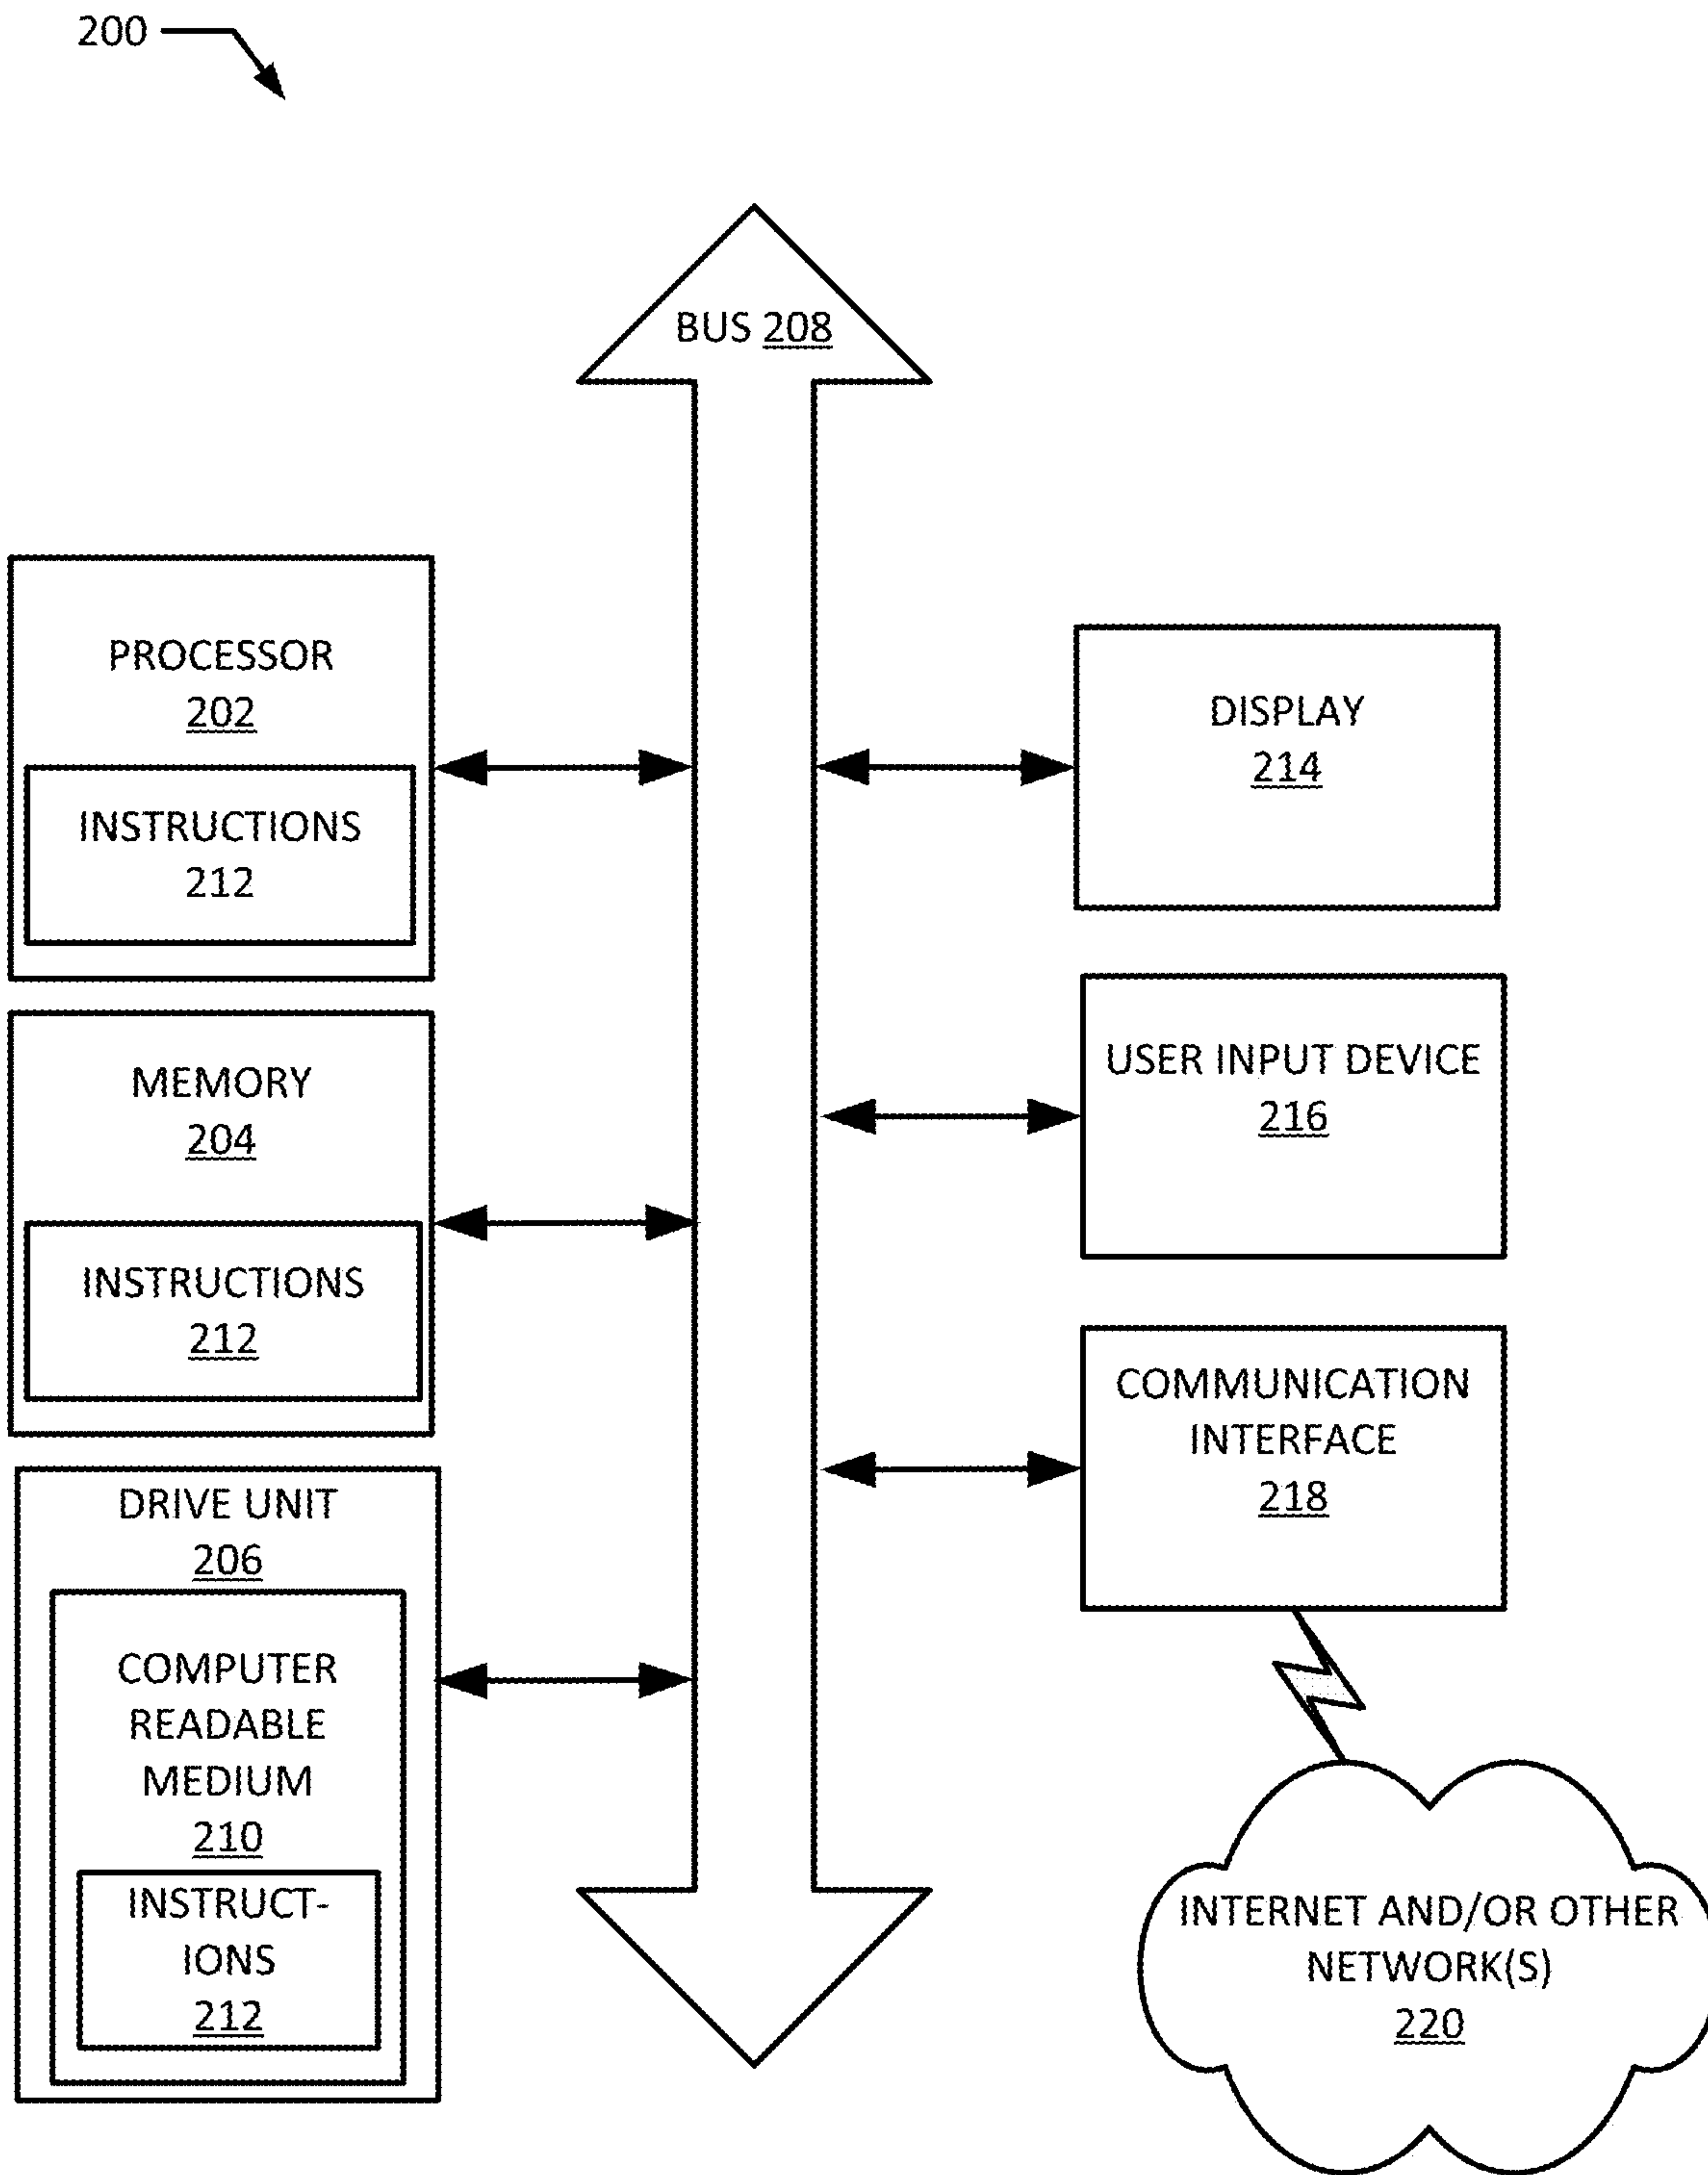 200
BUS 208
PROCESSOR
202
INSTRUCTIONS
212
MEMORY
204
INSTRUCTIONS
212
DRIVE UNIT
206
COMPUTER
READABLE
MEDIUM
210
INSTRUCT-
IONS
212
DISPLAY
214
USER INPUT DEVICE
216
COMMUNICATION
INTERFACE
218
INTERNET AND/OR OTHER
NETWORK(S)
220